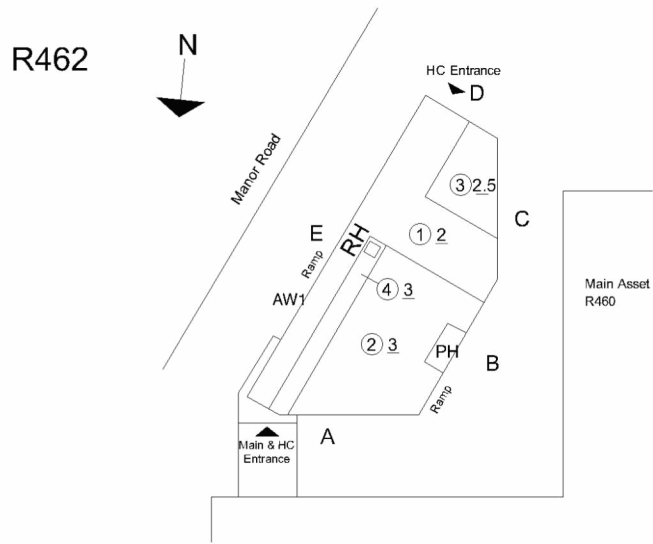 R462
N
HC Entrance
D
Manor Road
③ 2.5
C
E
RH
① 2
Ramp
Main Asset
R460
AW1
④ 3
② 3
PH
B
Ramp
A
Main & HC
Entrance